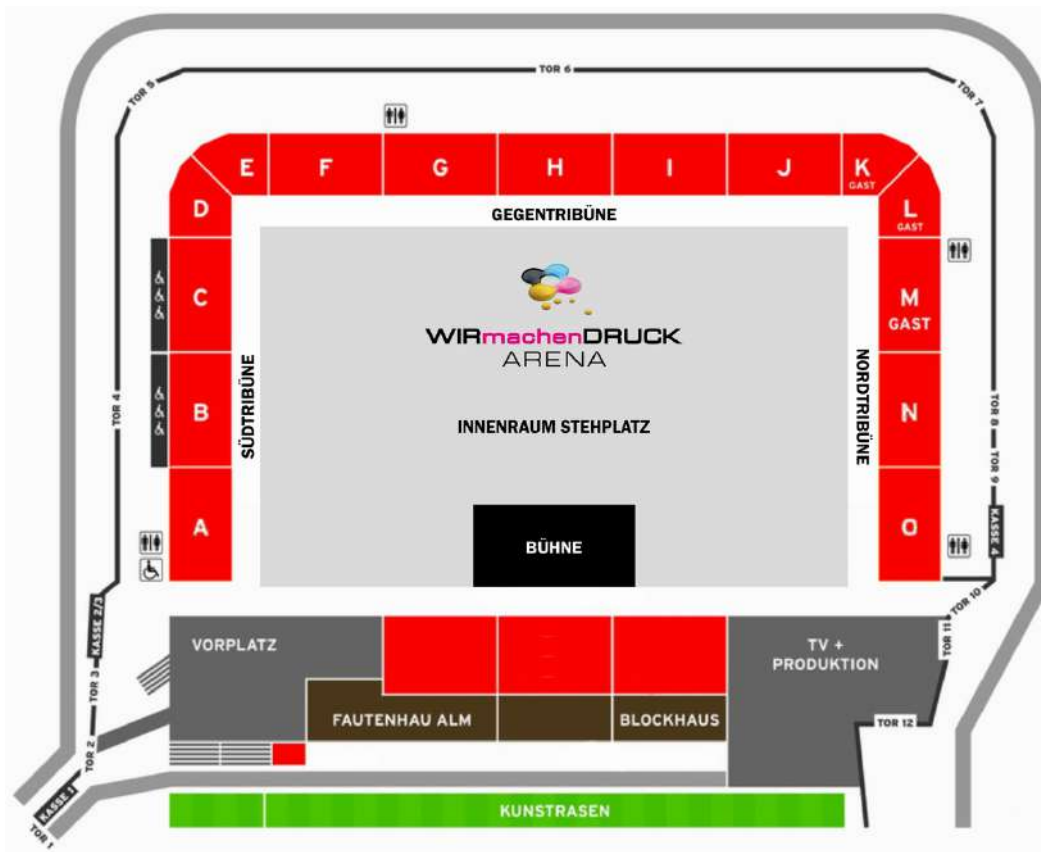 TOR 6
TOR 5
TOR 7
E
F
G
H
I
J
K
GAST
D
L
GAST
GEGENTRIBÜNE
C
M
GAST
WIRmachenDRUCK
ARENA
SÜDTRIBÜNE
NORDTRIBÜNE
TOR 4
TOR 8
B
N
INNENRAUM STEHPLATZ
TOR 9
A
O
KASSE 4
BÜHNE
TOR 10
KASSE 2/3
TOR 11
VORPLATZ
TV +
PRODUKTION
TOR 3
FAUTENHAU ALM
BLOCKHAUS
TOR 12
TOR 2
KASSE 1
TOR 1
KUNSTRASEN